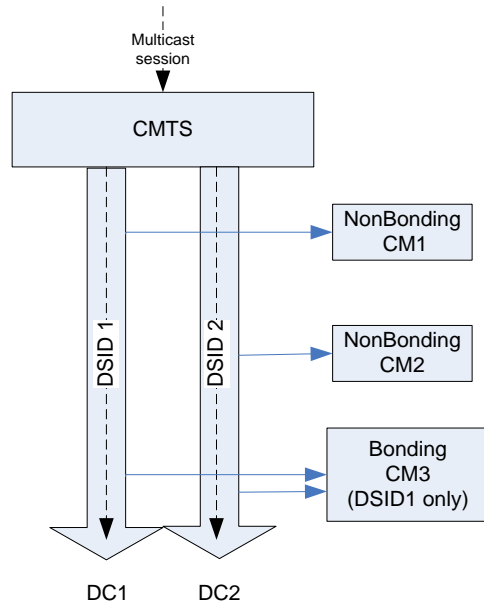 Multicast
session
CMTS
NonBonding
CM1
DSID 1
DSID 2
NonBonding
CM2
Bonding
CM3
(DSID1 only)
DC1
DC2